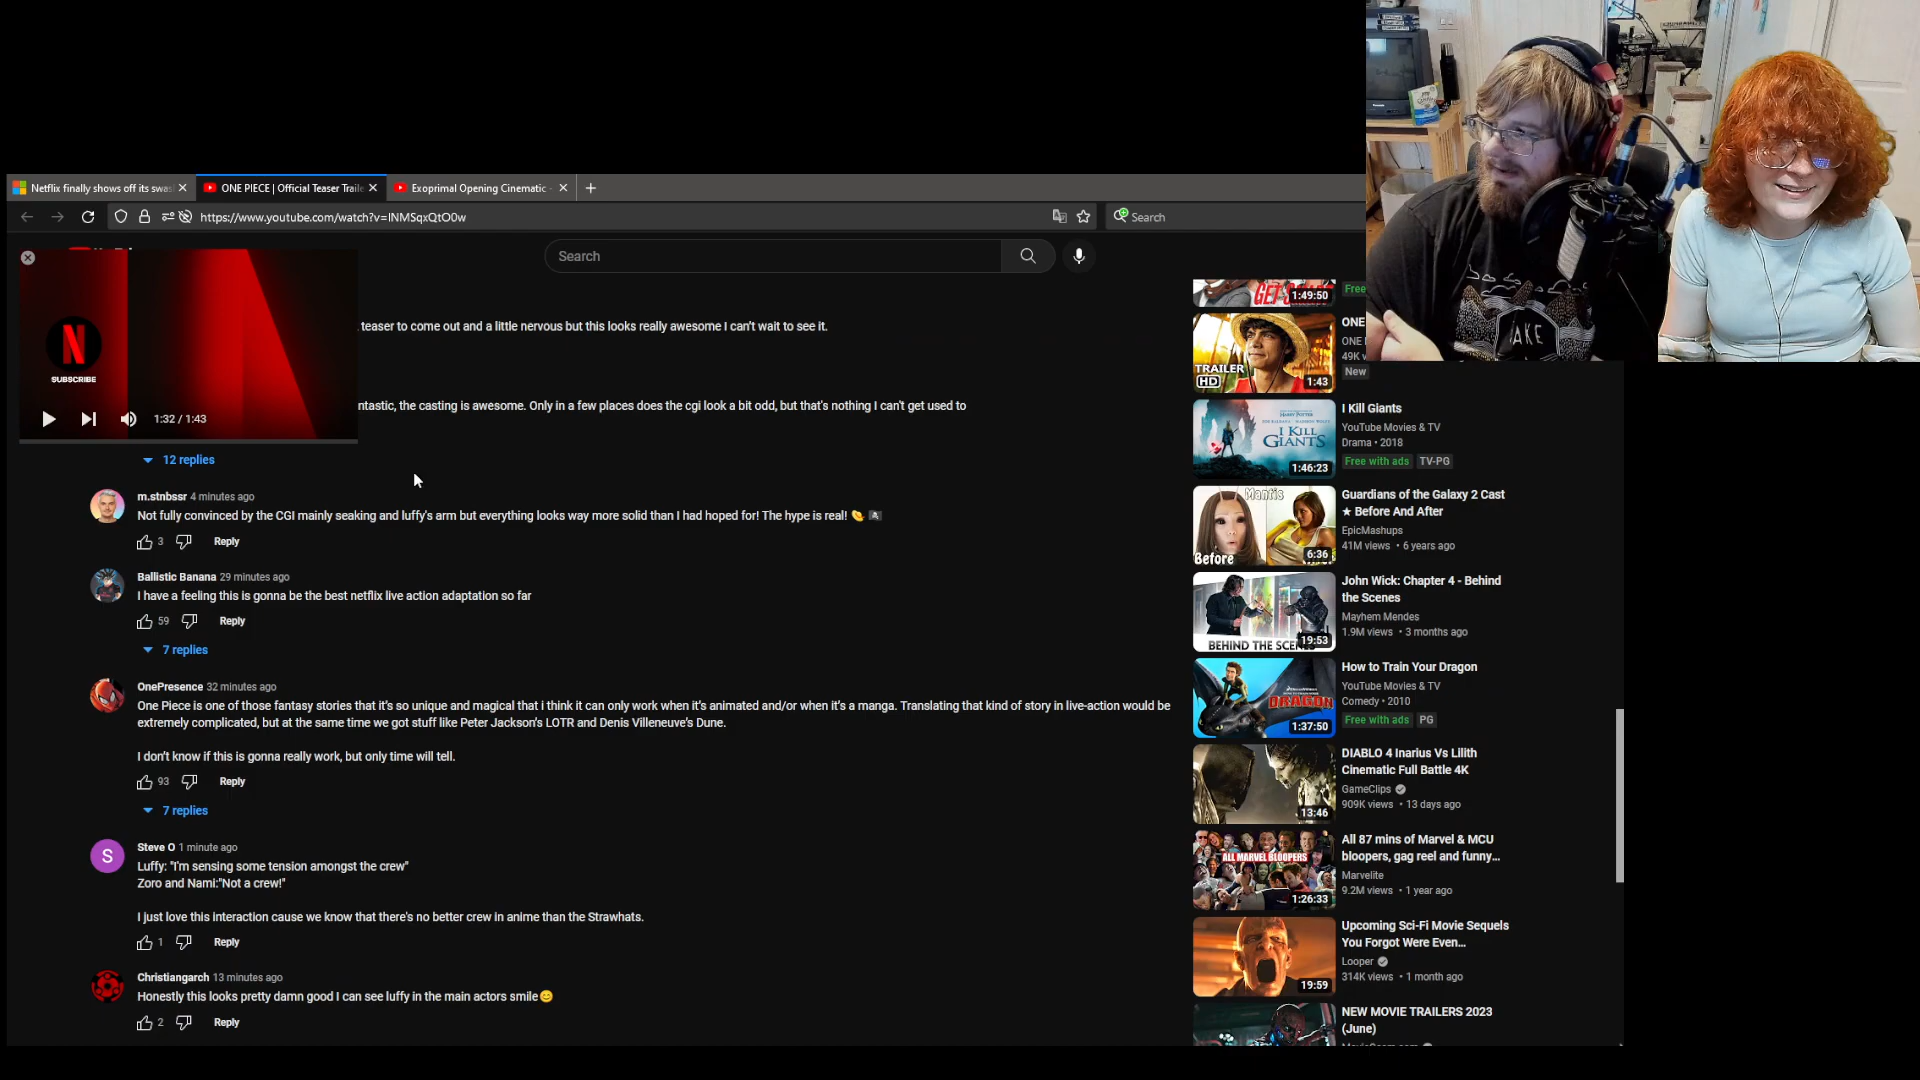 Netflix finally shows off its swas
ONE PIECE | Official Teaser Traile
Exoprimal Opening Cinematic -
https://www.youtube.com/watch?v=INMSqxQtO0w
Search
Search
N
SUBSCRIBE
1:32 / 1:43
teaser to come out and a little nervous but this looks really awesome I can't wait to see it.
ntastic, the casting is awesome. Only in a few places does the cgi look a bit odd, but that's nothing I can't get used to
12 replies
m.stnbssr 4 minutes ago
Not fully convinced by the CGI mainly seaking and luffy's arm but everything looks way more solid than I had hoped for! The hype is real!
3 Reply
Ballistic Banana 29 minutes ago
I have a feeling this is gonna be the best netflix live action adaptation so far
59 Reply
7 replies
OnePresence 32 minutes ago
One Piece is one of those fantasy stories that it's so unique and magical that i think it can only work when it's animated and/or when it's a manga. Translating that kind of story in live-action would be
extremely complicated, but at the same time we got stuff like Peter Jackson's LOTR and Denis Villeneuve's Dune.
I don't know if this is gonna really work, but only time will tell.
93 Reply
7 replies
S
Steve O 1 minute ago
Luffy: "I'm sensing some tension amongst the crew"
Zoro and Nami:"Not a crew!"
I just love this interaction cause we know that there's no better crew in anime than the Strawhats.
1 Reply
Christiangarch 13 minutes ago
Honestly this looks pretty damn good I can see luffy in the main actors smile
2 Reply
GET
1:49:50
Free
TRAILER
HD
1:43
ONE
ONE
49K v
New
I KILL
GIANTS
1:46:23
I Kill Giants
YouTube Movies & TV
Drama • 2018
Free with ads TV-PG
Mantis
Before
6:36
Guardians of the Galaxy 2 Cast
★ Before And After
EpicMashups
41M views • 6 years ago
BEHIND THE SCENES
19:53
John Wick: Chapter 4 - Behind
the Scenes
Mayhem Mendes
1.9M views • 3 months ago
DRAGON
1:37:50
How to Train Your Dragon
YouTube Movies & TV
Comedy • 2010
Free with ads PG
13:46
DIABLO 4 Inarius Vs Lilith
Cinematic Full Battle 4K
GameClips
909K views • 13 days ago
ALL MARVEL BLOOPERS
1:26:33
All 87 mins of Marvel & MCU
bloopers, gag reel and funny...
Marvelite
9.2M views • 1 year ago
19:59
Upcoming Sci-Fi Movie Sequels
You Forgot Were Even...
Looper
314K views • 1 month ago
NEW MOVIE TRAILERS 2023
(June)